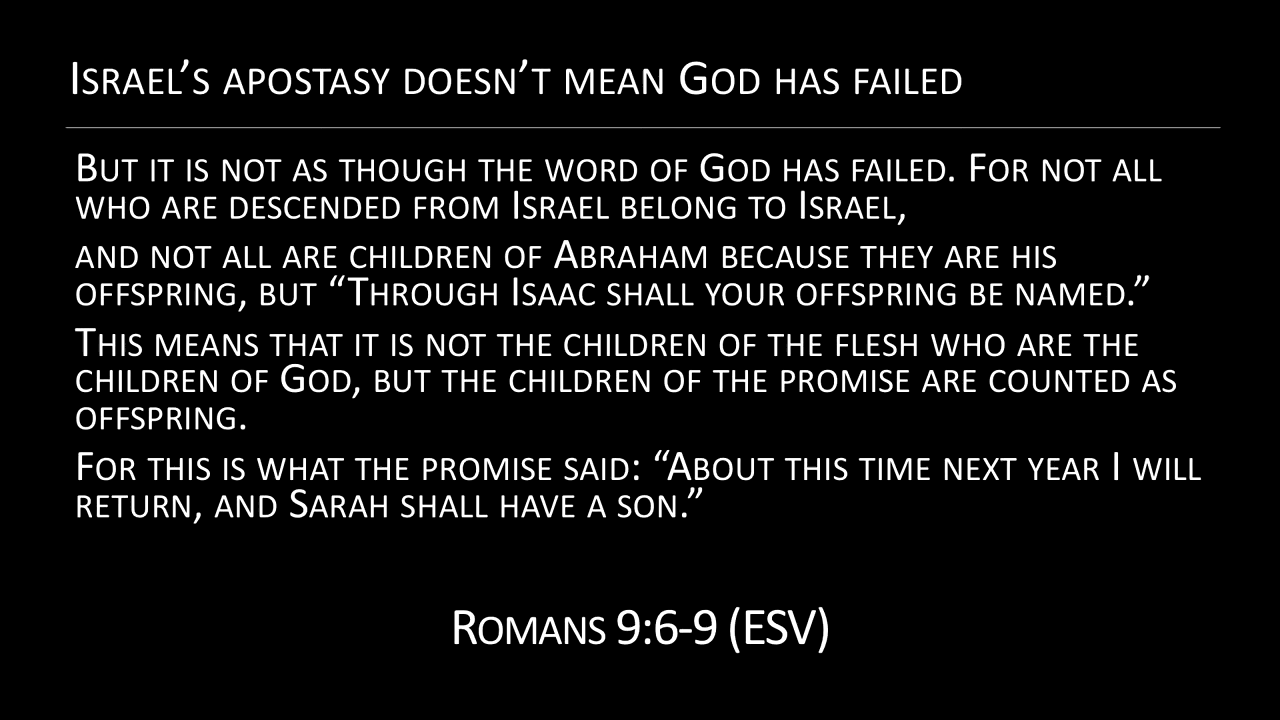 Israel’s apostasy doesn’t mean God has failed
But it is not as though the word of God has failed. For not all
who are descended from Israel belong to Israel,
and not all are children of Abraham because they are his
offspring, but “Through Isaac shall your offspring be named.”
This means that it is not the children of the flesh who are the
children of God, but the children of the promise are counted as
offspring.
For this is what the promise said: “About this time next year I will
return, and Sarah shall have a son.”
Romans 9:6-9 (ESV)